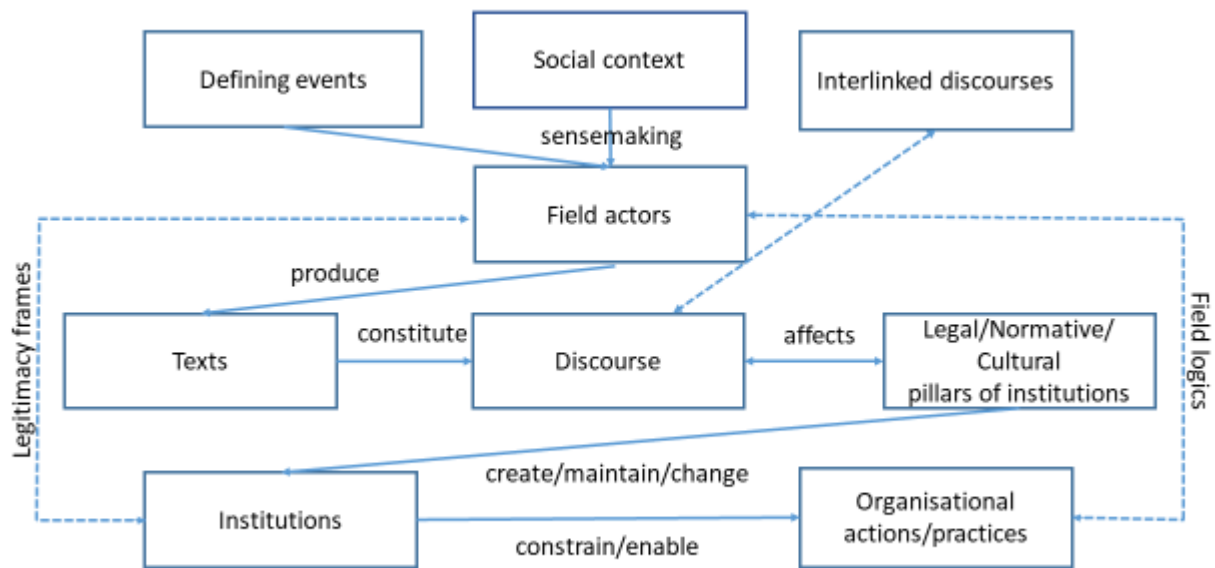 Defining events
Social context
Interlinked discourses
sensemaking
Field actors
produce
Legitimacy frames
Field logics
Texts
constitute
Discourse
affects
Legal/Normative/
Cultural
pillars of institutions
create/maintain/change
Institutions
constrain/enable
Organisational
actions/practices